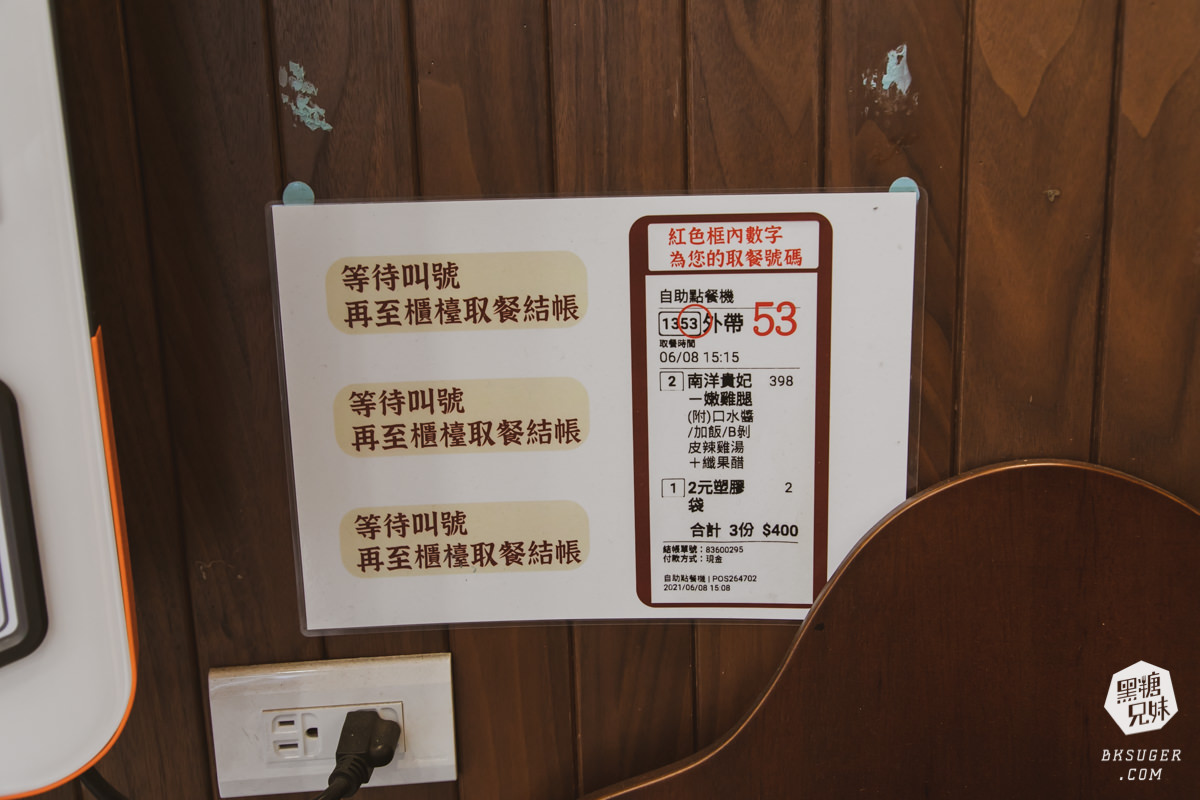 等待叫號
再至櫃檯取餐結帳
等待叫號
再至櫃檯取餐結帳
等待叫號
再至櫃檯取餐結帳
紅色框內數字
為您的取餐號碼
自助點餐機
1353 外帶 53
取餐時間
06/08 15:15
2 南洋貴妃 398
－嫩雞腿
(附)口水醬
/加飯/B剝
皮辣雞湯
＋纖果醋
1 2元塑膠 2
袋
合計 3份 $400
結帳單號：83600295
付款方式：現金
自助點餐機 | POS264702
2021/06/08 15:08
黑糖
兄妹
BKSUGER
.COM